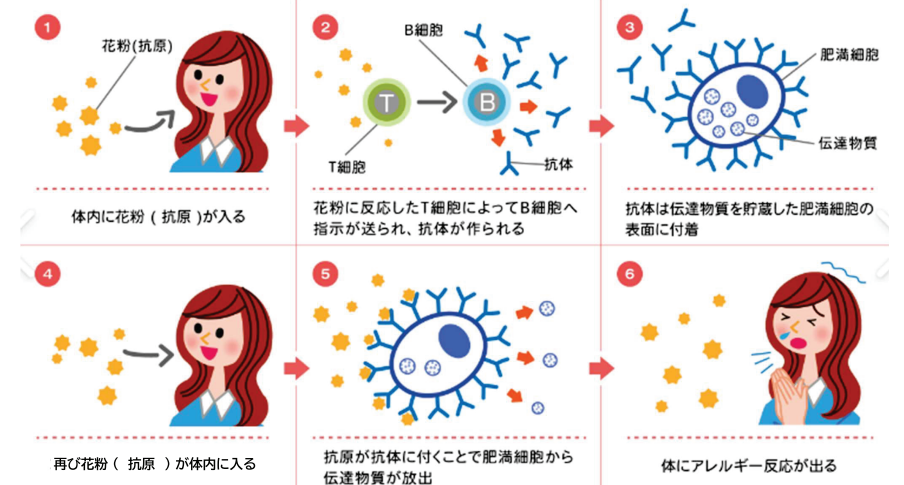 1
花粉(抗原)
体内に花粉 ( 抗原 )が入る
2
B細胞
T
B
T細胞
抗体
花粉に反応したT細胞によってB細胞へ
指示が送られ、抗体が作られる
3
肥満細胞
伝達物質
抗体は伝達物質を貯蔵した肥満細胞の
表面に付着
4
再び花粉 ( 抗原 ) が体内に入る
5
抗原が抗体に付くことで肥満細胞から
伝達物質が放出
6
体にアレルギー反応が出る